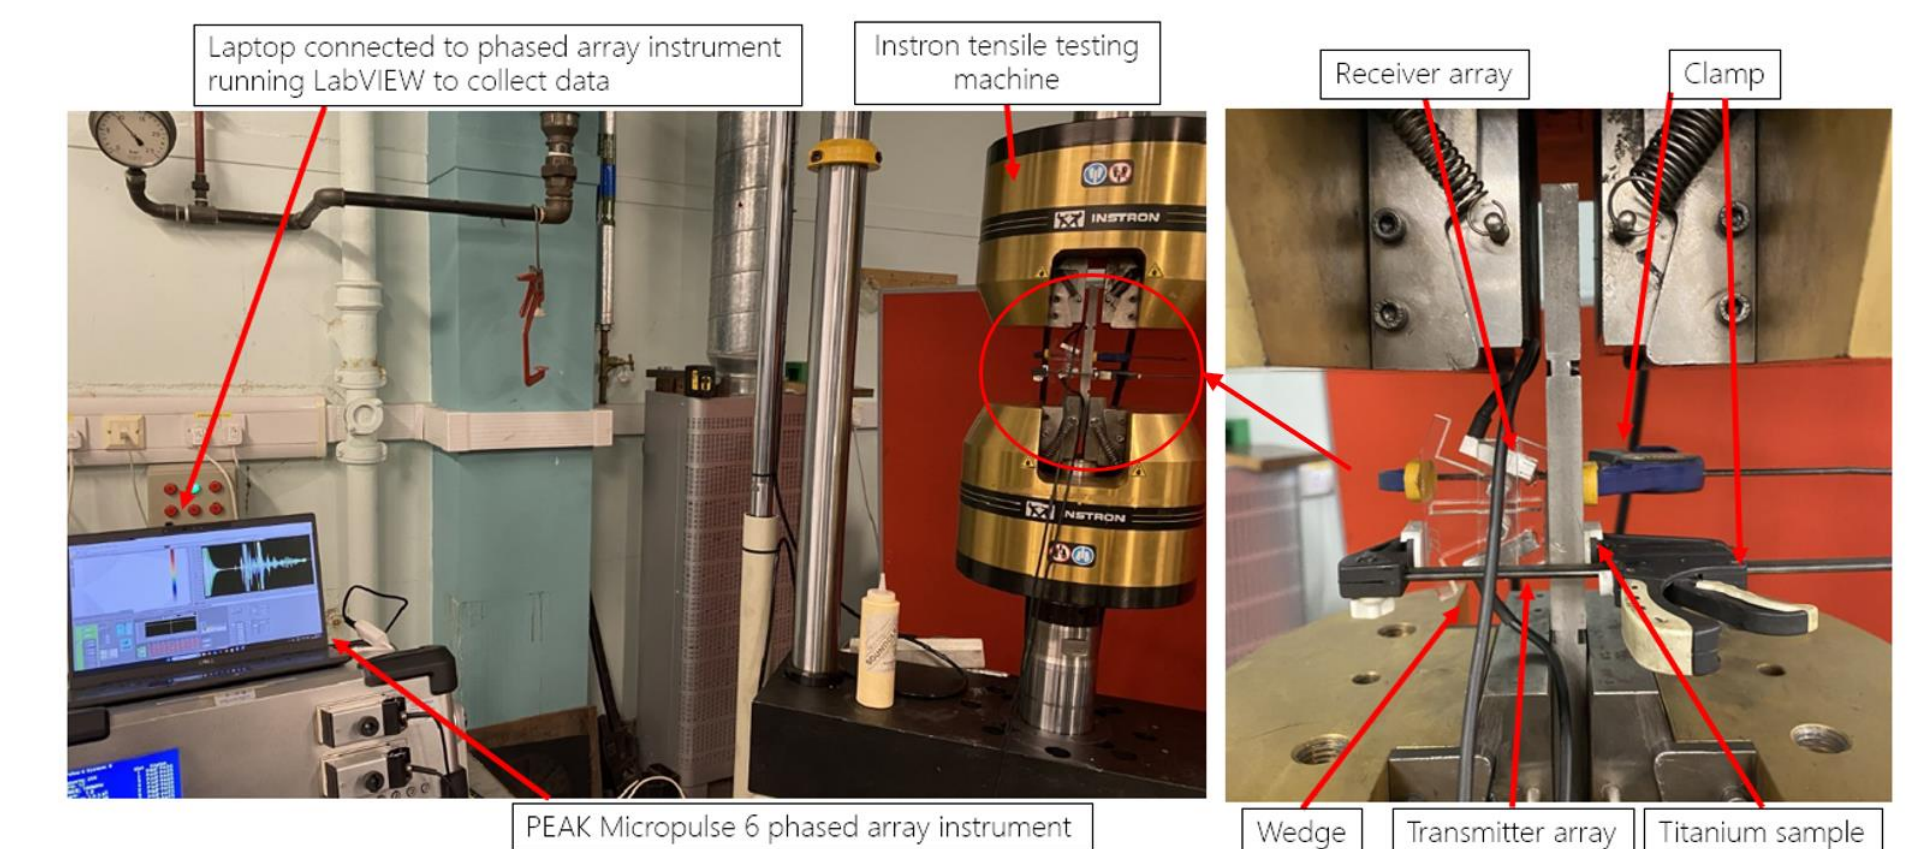 Laptop connected to phased array instrument
running LabVIEW to collect data
Instron tensile testing
machine
Receiver array
Clamp
INSTRON
INSTRON
PEAK Micropulse 6 phased array instrument
Wedge
Transmitter array
Titanium sample